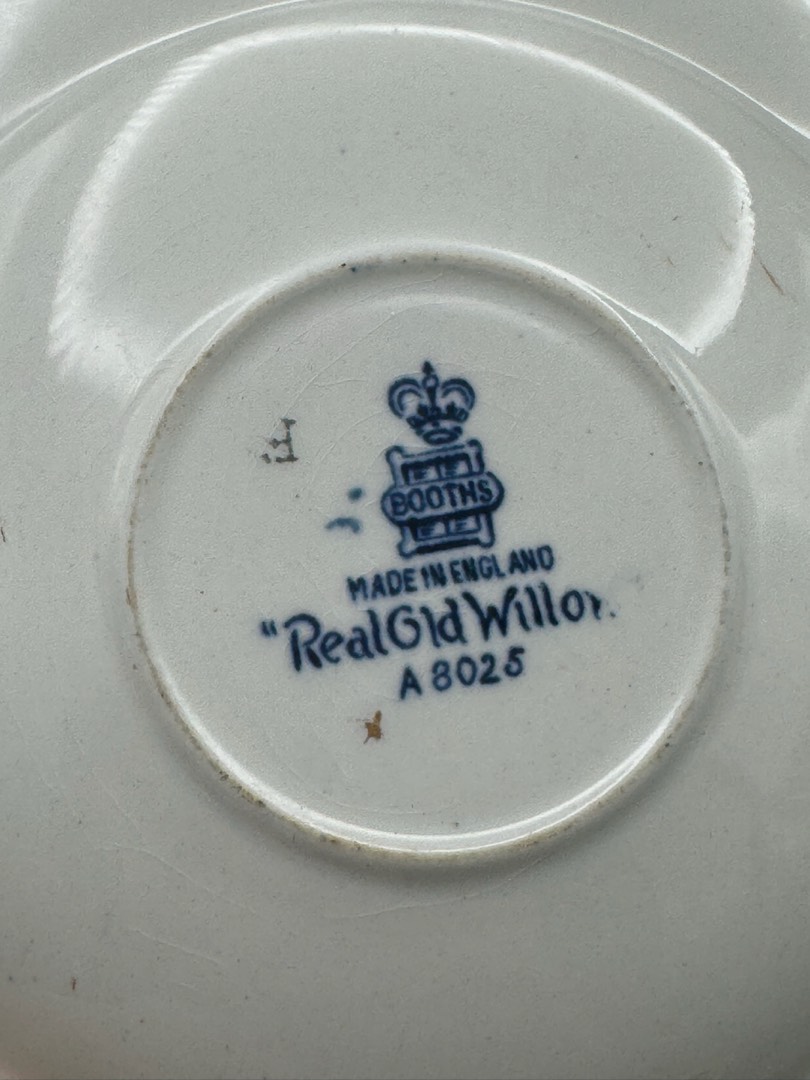 F
BOOTHS
MADE IN ENGLAND
"Real Old Willow
A 8025